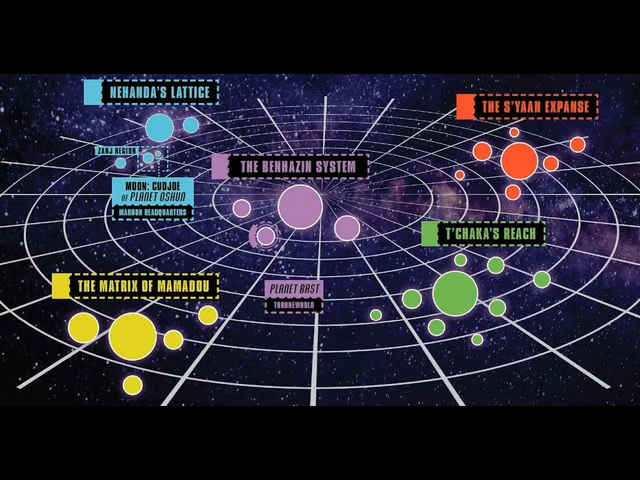 NEHANDA'S LATTICE
THE S'YAAN EXPANSE
ZANJ REGION
THE BENHAZIN SYSTEM
MOON: CUDJOE
OF PLANET OSHUN
MAROON HEADQUARTERS
T'CHAKA'S REACH
THE MATRIX OF MAMADOU
PLANET BAST
THRONEWORLD